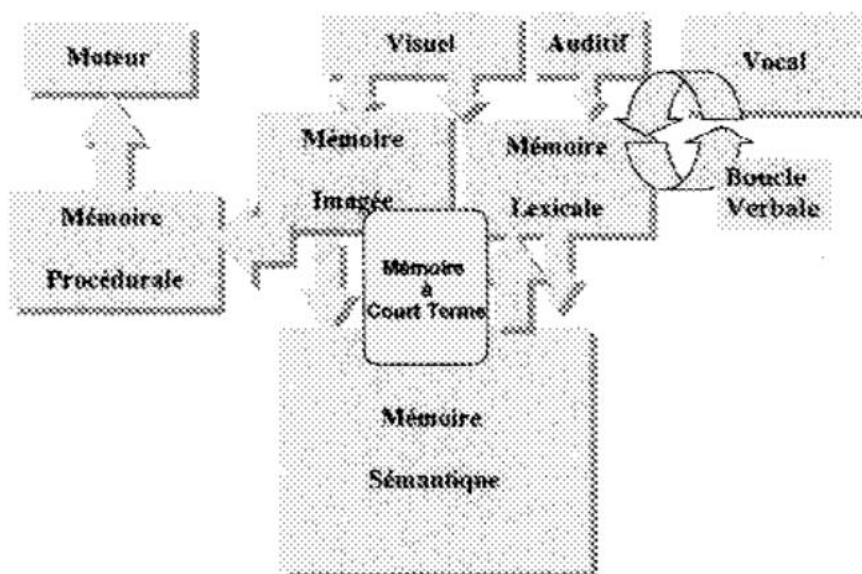 Moteur
Visuel
Auditif
Vocal
Mémoire
Imagée
Mémoire
Lexicale
Boucle
Verbale
Mémoire
Procédurale
Mémoire
à
Court Terme
Mémoire
Sémantique